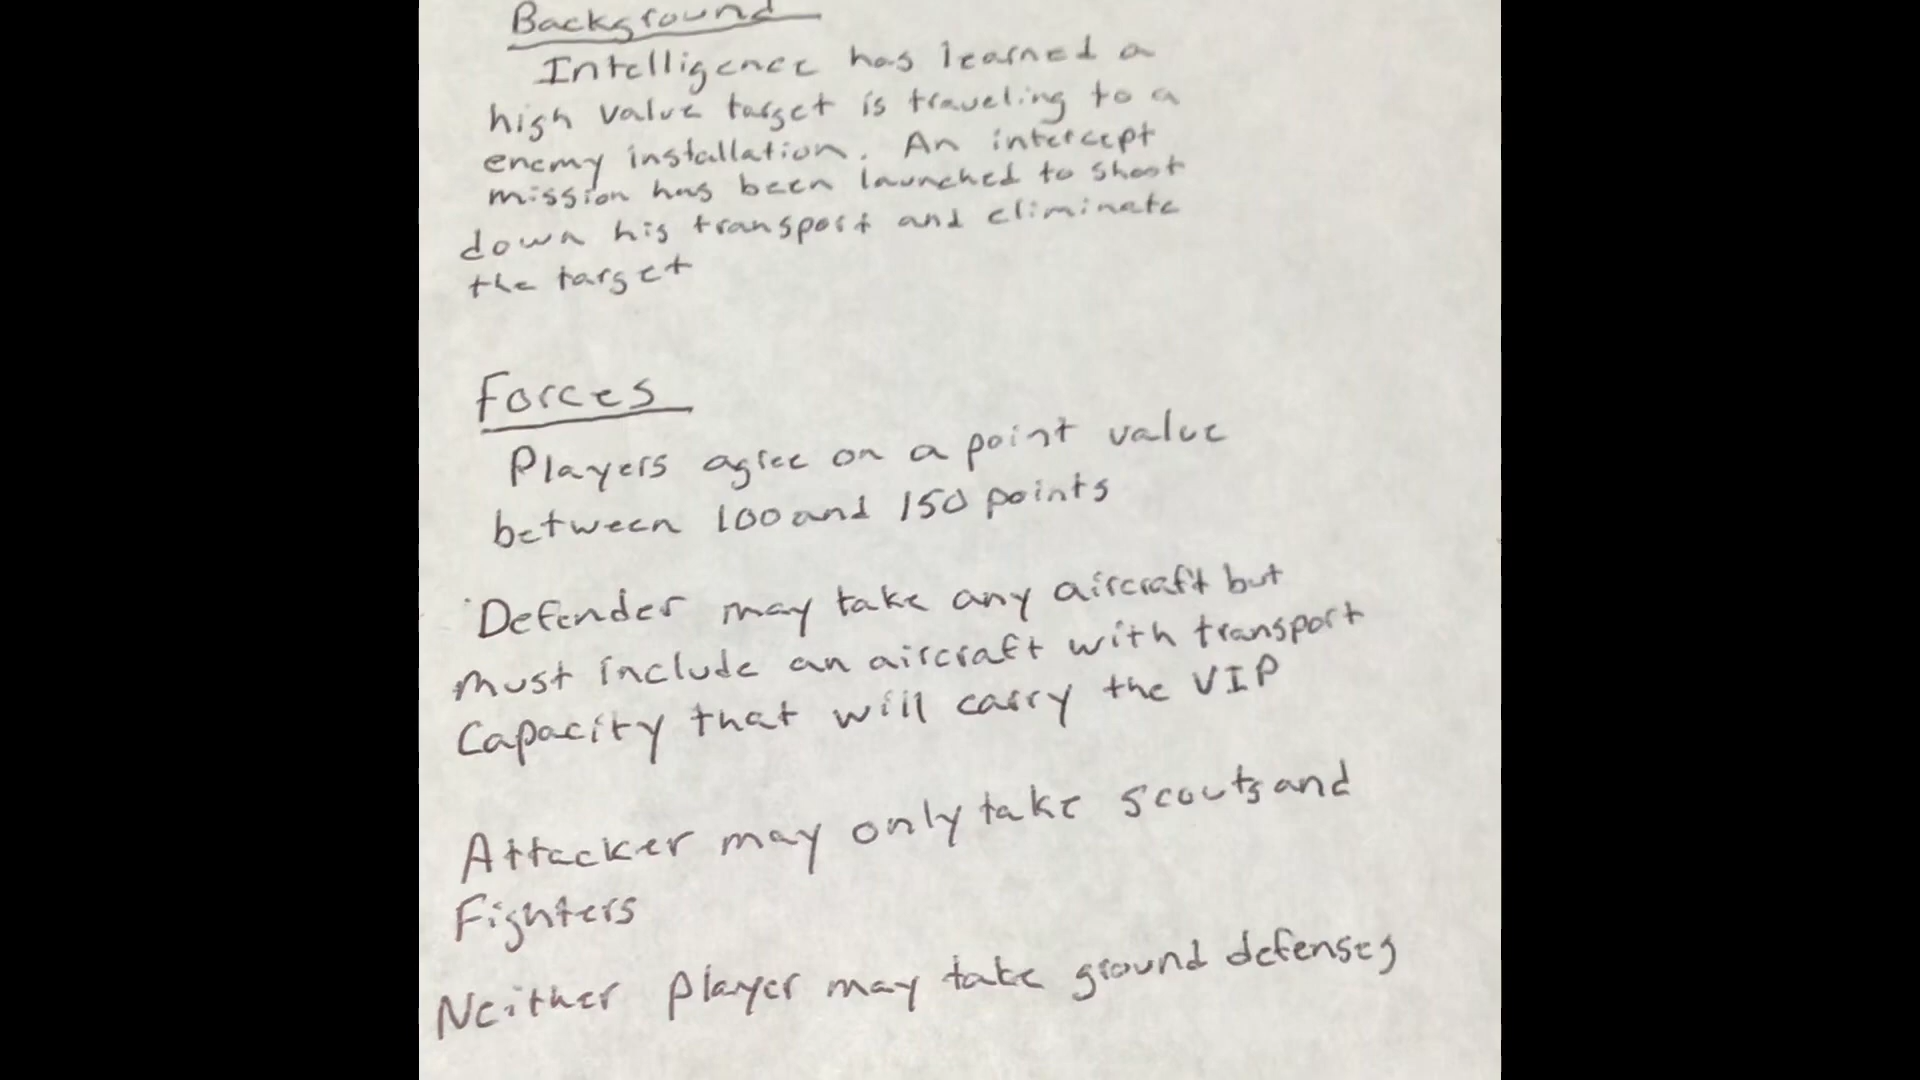 Background
Intelligence has learned a
high value target is traveling to a
enemy installation. An intercept
mission has been launched to shoot
down his transport and eliminate
the target
Forces
Players agree on a point value
between 100 and 150 points
Defender may take any aircraft but
must include an aircraft with transport
Capacity that will carry the VIP
Attacker may only take scouts and
Fighters
Neither player may take ground defenses